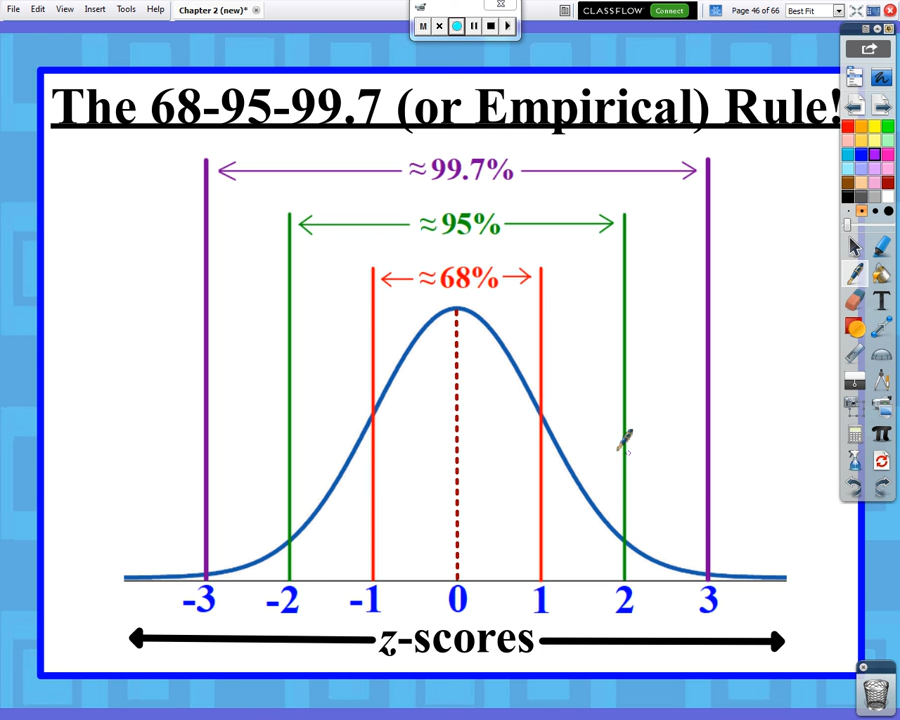 File Edit View Insert Tools Help Chapter 2 (new)* CLASSFLOW Connect Page 46 of 66 Best Fit
M
The 68-95-99.7 (or Empirical) Rule!
≈99.7%
≈95%
≈68%
-3 -2 -1 0 1 2 3
z-scores
T
π